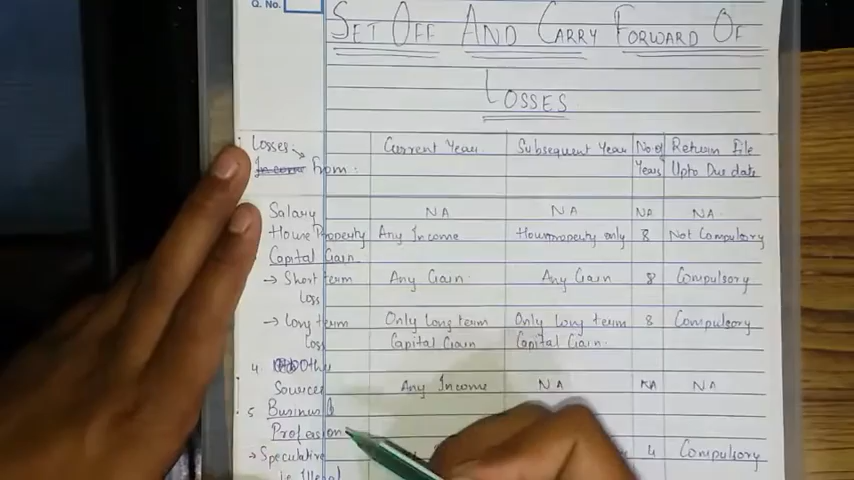 Q. No.
SET OFF AND CARRY FORWARD OF
LOSSES
Losses from. Current Year. Subsequent Year No of Years Return File Upto Due date
Salary NA NA NA NA
House Property Any Income House property only 8 Not Compulsory
Capital Gain.
→ Short term Loss Any Gain Any Gain 8 Compulsory
→ Long term Loss Only Long term Capital Gain Only Long term Capital Gain. 8 Compulsory
4 Other Sources Any Income NA NA NA
5 Business &
Profession
→ Speculative 4 Compulsory
ie Illegal